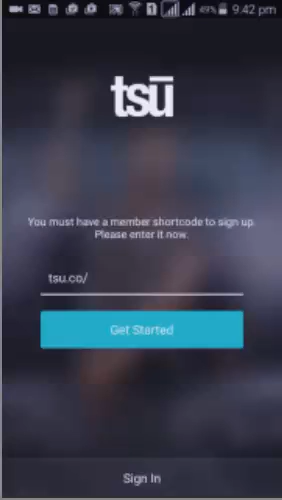 49% 9:42 pm
tsū
You must have a member shortcode to sign up.
Please enter it now.
tsu.co/
Get Started
Sign In